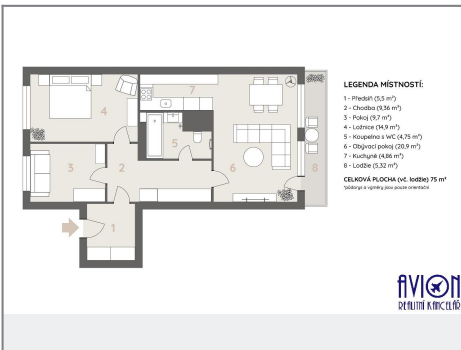 LEGENDA MÍSTNOSTÍ:
1 - Předsíň (5,5 m²)
2 - Chodba (9,36 m²)
3 - Pokoj (9,7 m²)
4 - Ložnice (14,9 m²)
5 - Koupelna s WC (4,75 m²)
6 - Obývací pokoj (20,9 m²)
7 - Kuchyně (4,86 m²)
8 - Lodžie (5,32 m²)
CELKOVÁ PLOCHA (vč. lodžie) 75 m²
*půdorys a výměry jsou pouze orientační
4
7
5
3
2
6
8
1
AVION
REALITNÍ KANCELÁŘ